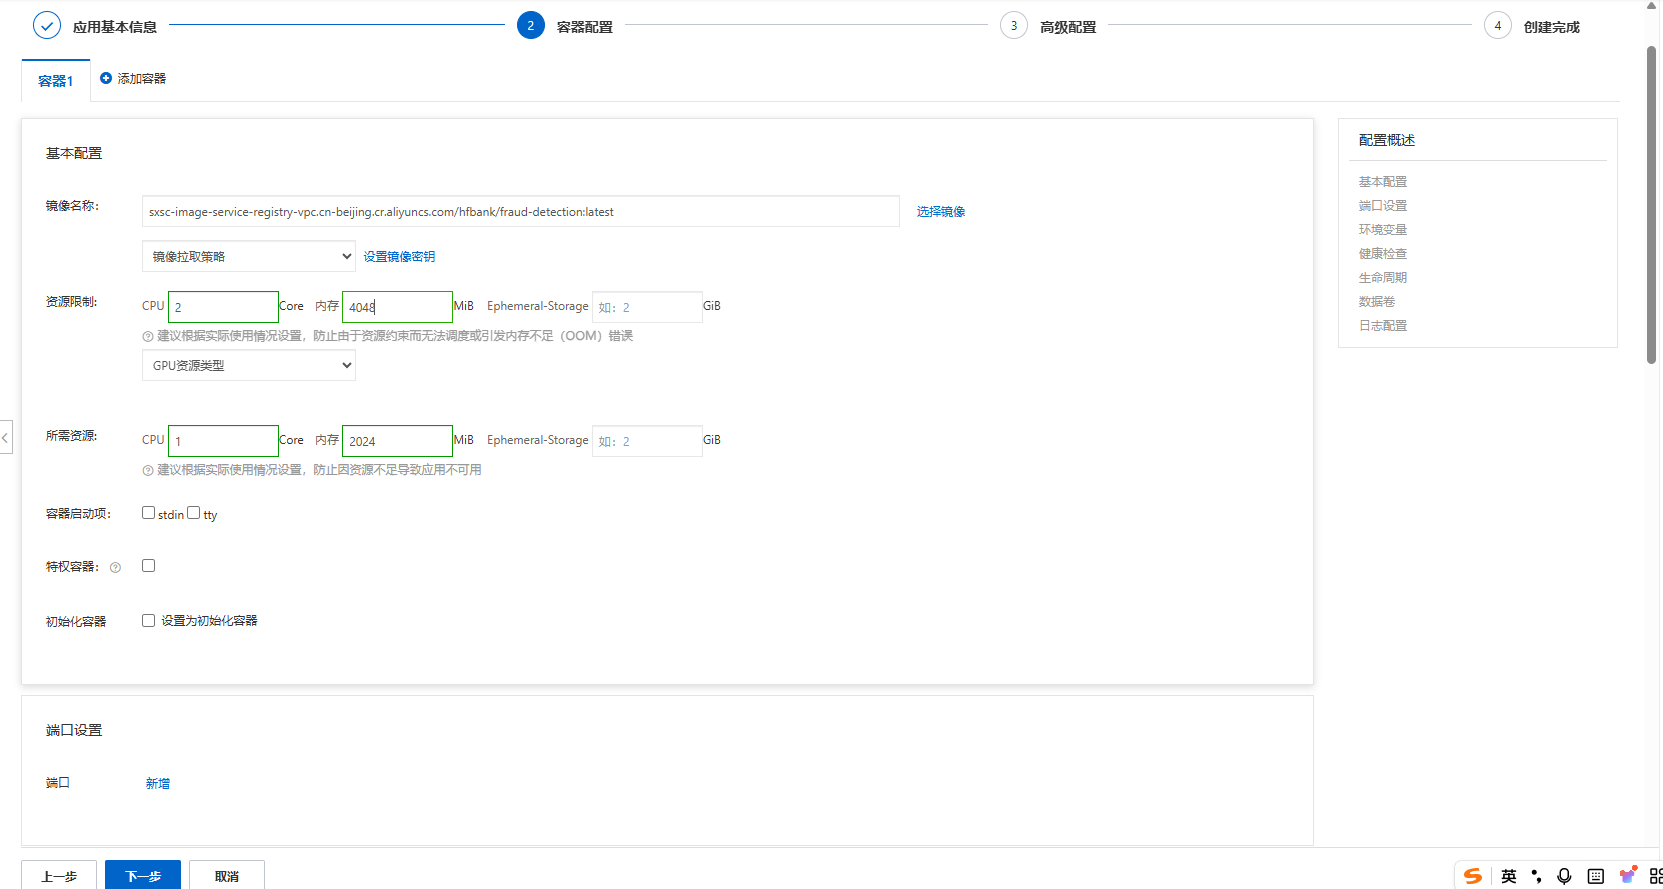 应用基本信息 2 容器配置 3 高级配置 4 创建完成
容器1 添加容器
基本配置
镜像名称: sxsc-image-service-registry-vpc.cn-beijing.cr.aliyuncs.com/hfbank/fraud-detection:latest 选择镜像
镜像拉取策略 设置镜像密钥
资源限制: CPU 2 Core 内存 4048 MiB Ephemeral-Storage 如：2 GiB
建议根据实际使用情况设置，防止由于资源约束而无法调度或引发内存不足（OOM）错误
GPU资源类型
所需资源: CPU 1 Core 内存 2024 MiB Ephemeral-Storage 如：2 GiB
建议根据实际使用情况设置，防止因资源不足导致应用不可用
容器启动项: stdin tty
特权容器:
初始化容器 设置为初始化容器
端口设置
端口 新增
上一步 下一步 取消
配置概述
基本配置
端口设置
环境变量
健康检查
生命周期
数据卷
日志配置
英